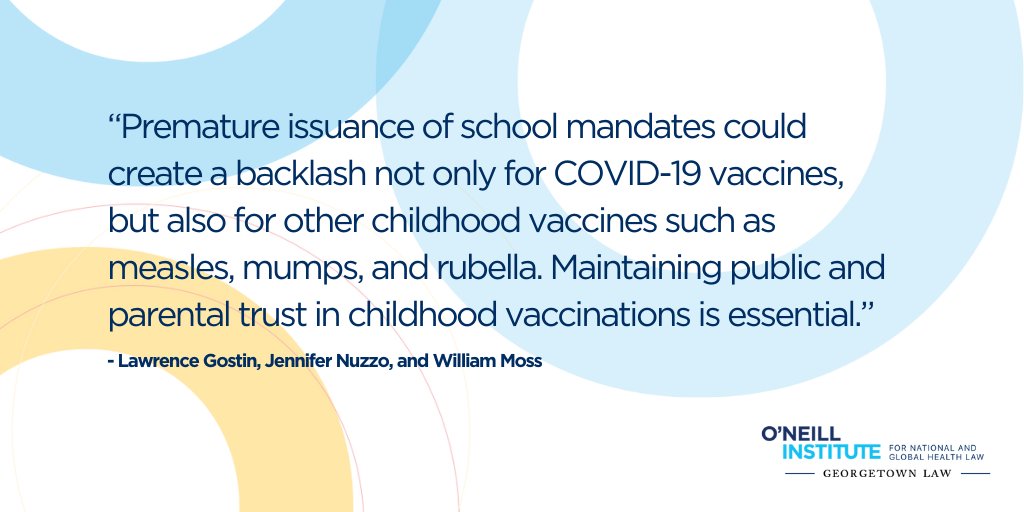 “Premature issuance of school mandates could
create a backlash not only for COVID-19 vaccines,
but also for other childhood vaccines such as
measles, mumps, and rubella. Maintaining public and
parental trust in childhood vaccinations is essential.”
- Lawrence Gostin, Jennifer Nuzzo, and William Moss
O’NEILL
INSTITUTE
FOR NATIONAL AND
GLOBAL HEALTH LAW
GEORGETOWN LAW